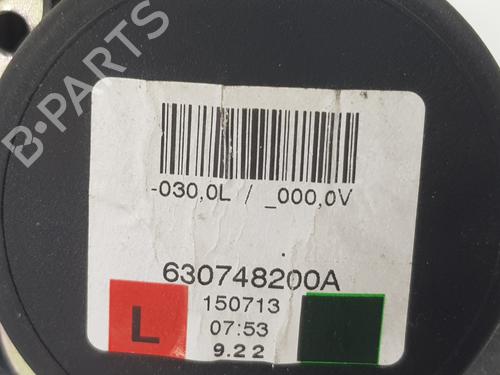 B-PARTS
-030,0L / _000,0V
630748200A
L
150713
07:53
9.22